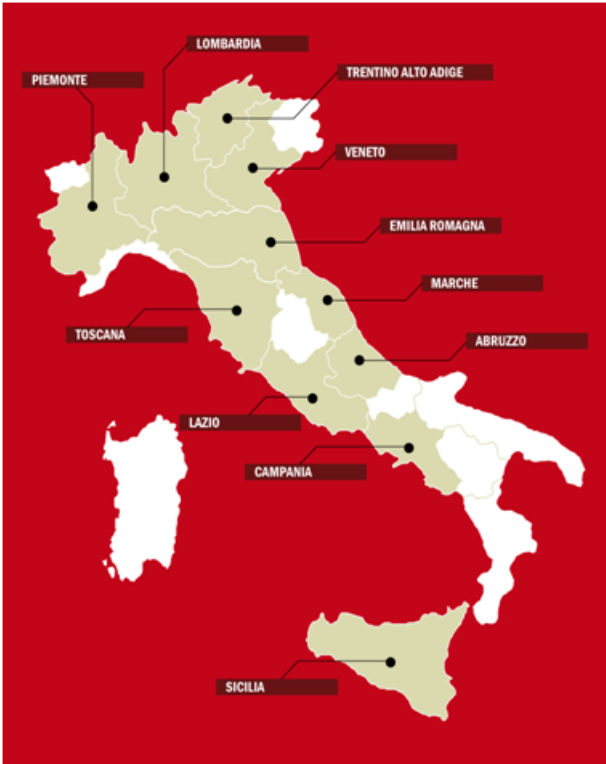 LOMBARDIA
TRENTINO ALTO ADIGE
PIEMONTE
VENETO
EMILIA ROMAGNA
MARCHE
TOSCANA
ABRUZZO
LAZIO
CAMPANIA
SICILIA